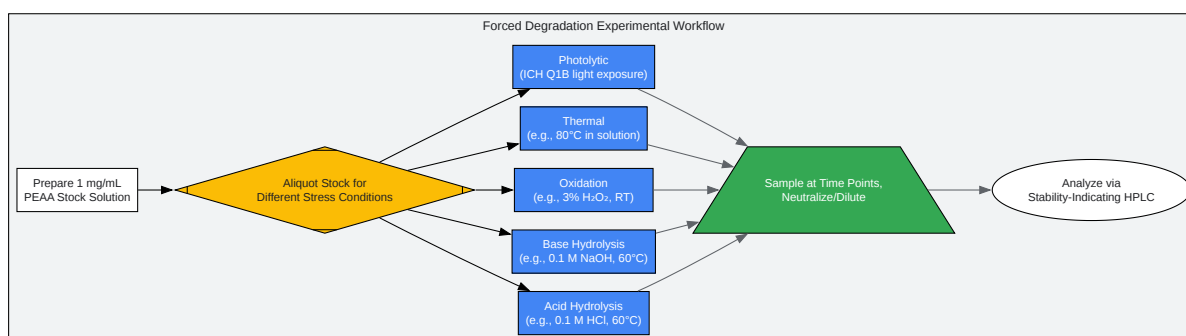 Forced Degradation Experimental Workflow
Photolytic
(ICH Q1B light exposure)
Thermal
(e.g., 80°C in solution)
Prepare 1 mg/mL
PEAA Stock Solution
Aliquot Stock for
Different Stress Conditions
Oxidation
(e.g., 3% H₂O₂, RT)
Sample at Time Points,
Neutralize/Dilute
Analyze via
Stability-Indicating HPLC
Base Hydrolysis
(e.g., 0.1 M NaOH, 60°C)
Acid Hydrolysis
(e.g., 0.1 M HCl, 60°C)